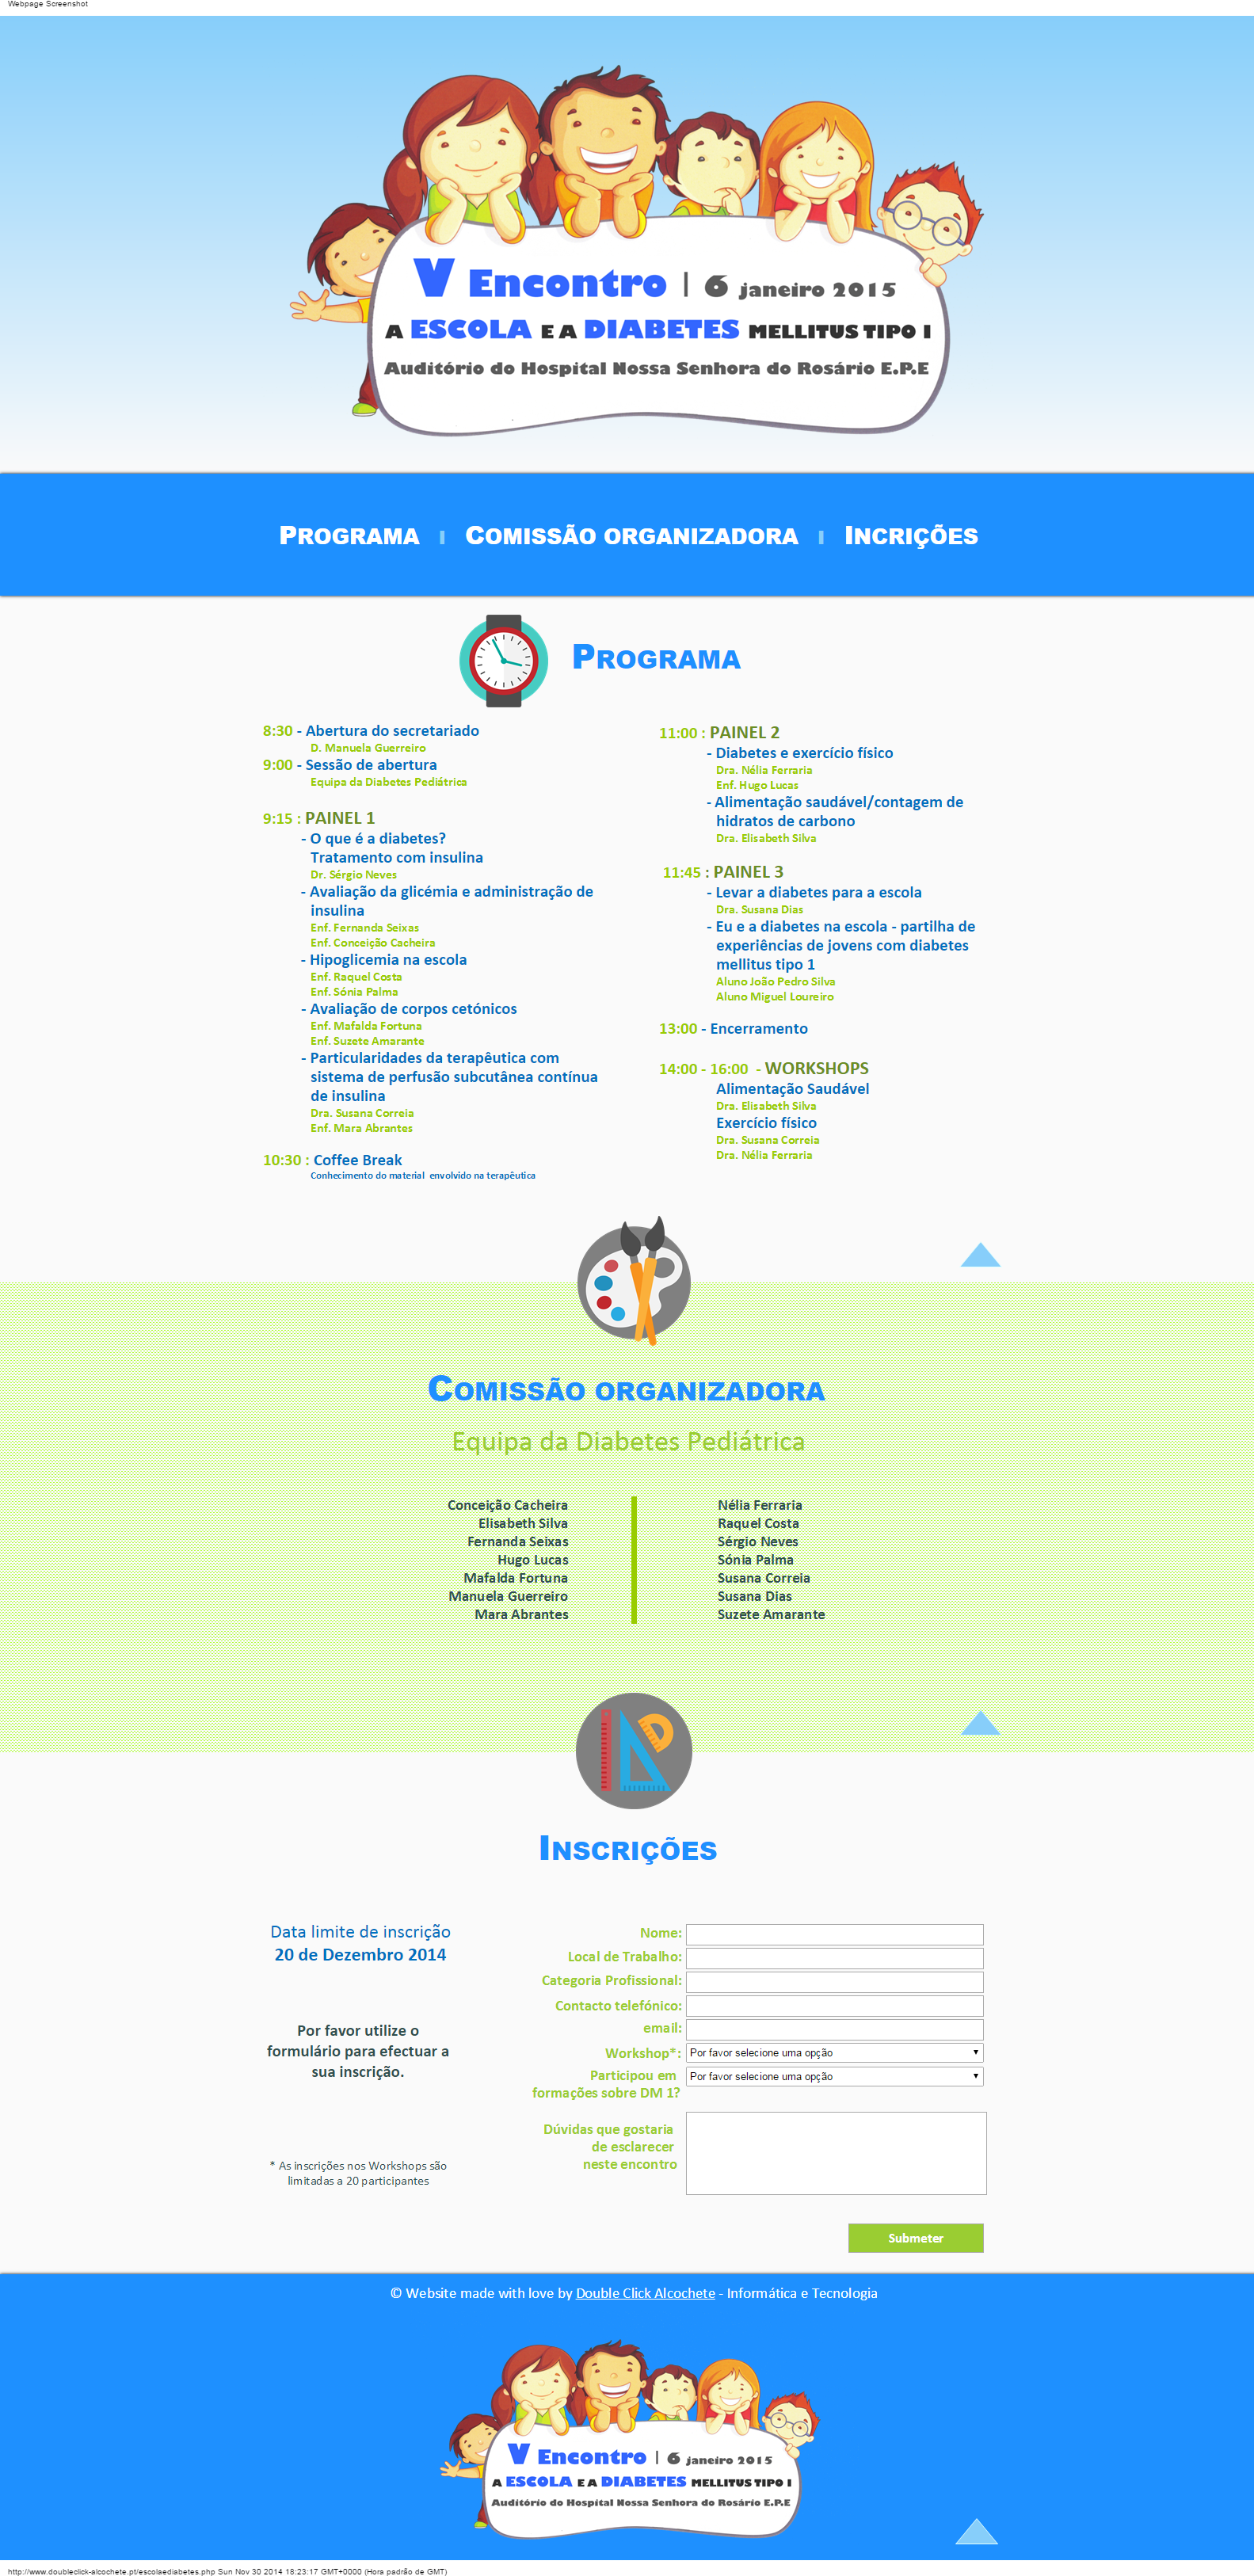 Webpage Screenshot
V Encontro | 6 janeiro 2015
A ESCOLA E A DIABETES MELLITUS TIPO I
Auditório do Hospital Nossa Senhora do Rosário E.P.E
PROGRAMA | COMISSÃO ORGANIZADORA | INCRIÇÕES
PROGRAMA
8:30 - Abertura do secretariado
D. Manuela Guerreiro
9:00 - Sessão de abertura
Equipa da Diabetes Pediátrica
9:15 : PAINEL 1
- O que é a diabetes?
Tratamento com insulina
Dr. Sérgio Neves
- Avaliação da glicémia e administração de
insulina
Enf. Fernanda Seixas
Enf. Conceição Cacheira
- Hipoglicemia na escola
Enf. Raquel Costa
Enf. Sónia Palma
- Avaliação de corpos cetónicos
Enf. Mafalda Fortuna
Enf. Suzete Amarante
- Particularidades da terapêutica com
sistema de perfusão subcutânea contínua
de insulina
Dra. Susana Correia
Enf. Mara Abrantes
10:30 : Coffee Break
Conhecimento do material envolvido na terapêutica
11:00 : PAINEL 2
- Diabetes e exercício físico
Dra. Nélia Ferraria
Enf. Hugo Lucas
- Alimentação saudável/contagem de
hidratos de carbono
Dra. Elisabeth Silva
11:45 : PAINEL 3
- Levar a diabetes para a escola
Dra. Susana Dias
- Eu e a diabetes na escola - partilha de
experiências de jovens com diabetes
mellitus tipo 1
Aluno João Pedro Silva
Aluno Miguel Loureiro
13:00 - Encerramento
14:00 - 16:00 - WORKSHOPS
Alimentação Saudável
Dra. Elisabeth Silva
Exercício físico
Dra. Susana Correia
Dra. Nélia Ferraria
COMISSÃO ORGANIZADORA
Equipa da Diabetes Pediátrica
Conceição Cacheira
Elisabeth Silva
Fernanda Seixas
Hugo Lucas
Mafalda Fortuna
Manuela Guerreiro
Mara Abrantes
Nélia Ferraria
Raquel Costa
Sérgio Neves
Sónia Palma
Susana Correia
Susana Dias
Suzete Amarante
INSCRIÇÕES
Data limite de inscrição
20 de Dezembro 2014
Por favor utilize o
formulário para efectuar a
sua inscrição.
* As inscrições nos Workshops são
limitadas a 20 participantes
Nome:
Local de Trabalho:
Categoria Profissional:
Contacto telefónico:
email:
Workshop*: Por favor selecione uma opção
Participou em
formações sobre DM 1? Por favor selecione uma opção
Dúvidas que gostaria
de esclarecer
neste encontro
Submeter
© Website made with love by Double Click Alcochete - Informática e Tecnologia
V Encontro | 6 janeiro 2015
A ESCOLA E A DIABETES MELLITUS TIPO I
Auditório do Hospital Nossa Senhora do Rosário E.P.E
http://www.doubleclick-alcochete.pt/escolaediabetes.php Sun Nov 30 2014 18:23:17 GMT+0000 (Hora padrão de GMT)